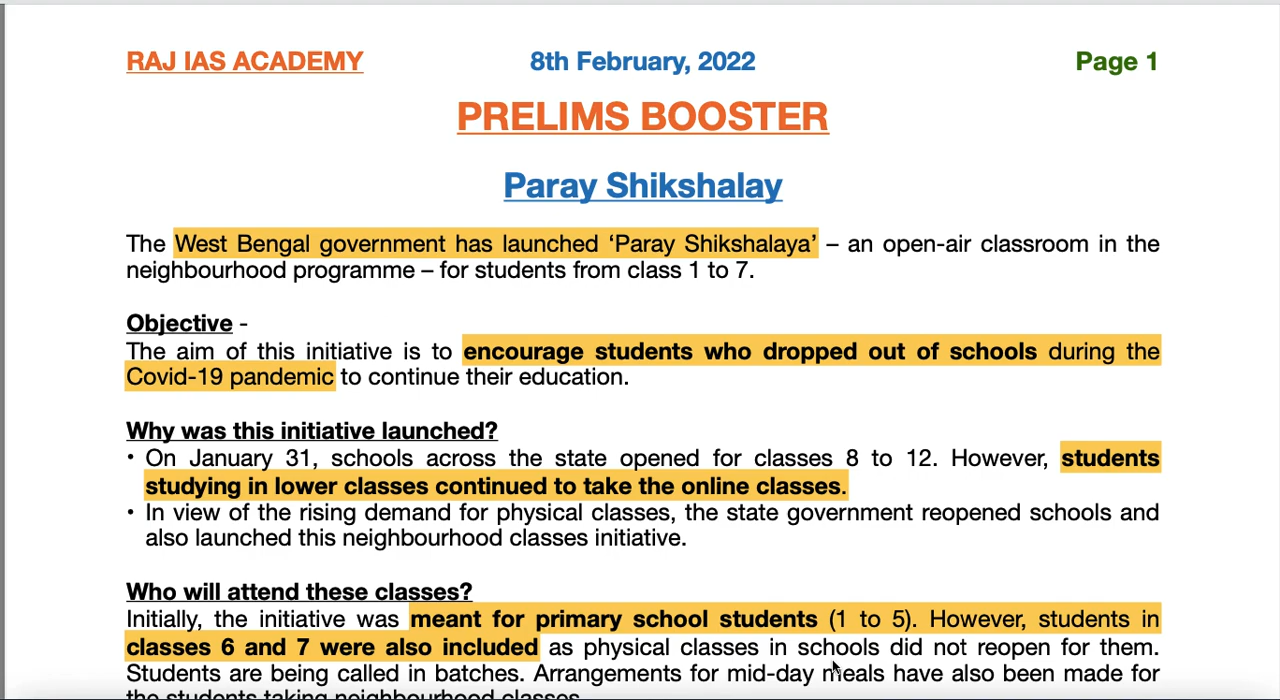 RAJ IAS ACADEMY 8th February, 2022 Page 1
PRELIMS BOOSTER
Paray Shikshalay
The West Bengal government has launched ‘Paray Shikshalaya’ – an open-air classroom in the
neighbourhood programme – for students from class 1 to 7.
Objective -
The aim of this initiative is to encourage students who dropped out of schools during the
Covid-19 pandemic to continue their education.
Why was this initiative launched?
• On January 31, schools across the state opened for classes 8 to 12. However, students
studying in lower classes continued to take the online classes.
• In view of the rising demand for physical classes, the state government reopened schools and
also launched this neighbourhood classes initiative.
Who will attend these classes?
Initially, the initiative was meant for primary school students (1 to 5). However, students in
classes 6 and 7 were also included as physical classes in schools did not reopen for them.
Students are being called in batches. Arrangements for mid-day meals have also been made for
the students taking neighbourhood classes.